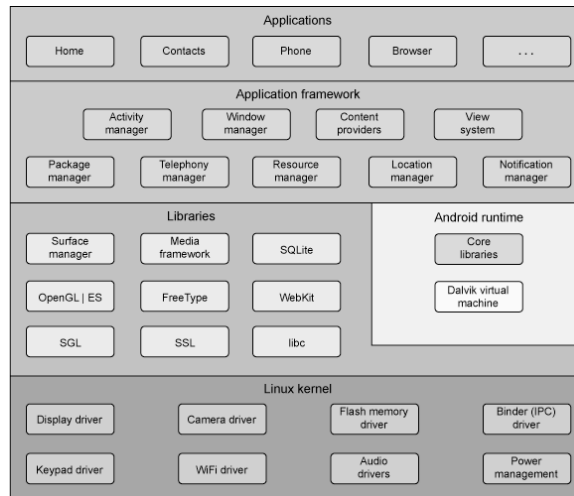 Applications
Home
Contacts
Phone
Browser
...
Application framework
Activity
manager
Window
manager
Content
providers
View
system
Package
manager
Telephony
manager
Resource
manager
Location
manager
Notification
manager
Libraries
Surface
manager
Media
framework
SQLite
OpenGL | ES
FreeType
WebKit
SGL
SSL
libc
Android runtime
Core
libraries
Dalvik virtual
machine
Linux kernel
Display driver
Camera driver
Flash memory
driver
Binder (IPC)
driver
Keypad driver
WiFi driver
Audio
drivers
Power
management